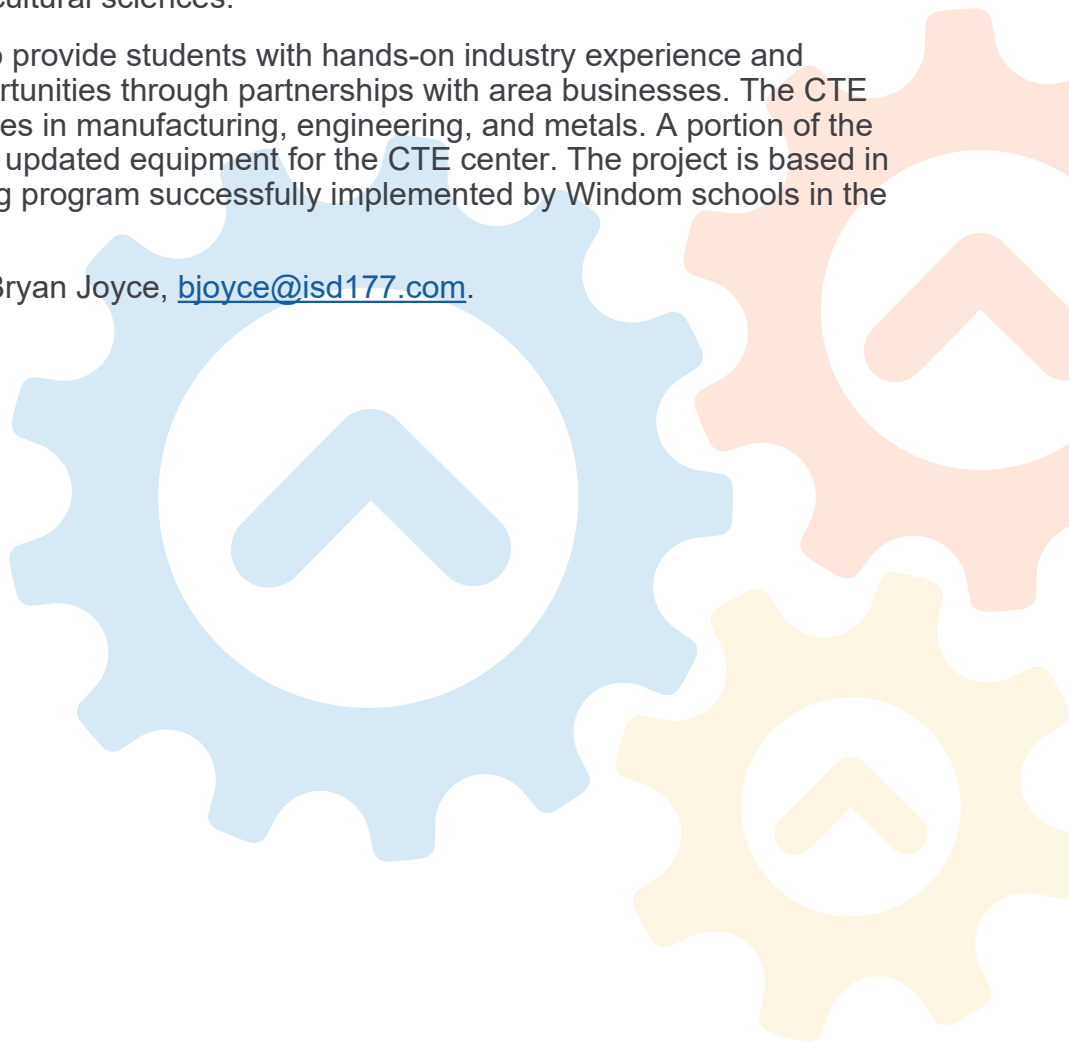 cultural sciences.
o provide students with hands-on industry experience and
rtunities through partnerships with area businesses. The CTE
es in manufacturing, engineering, and metals. A portion of the
updated equipment for the CTE center. The project is based in
g program successfully implemented by Windom schools in the
Bryan Joyce, bjoyce@isd177.com.